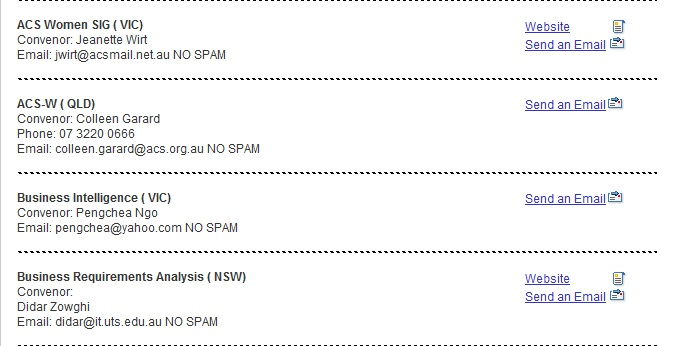 ACS Women SIG ( VIC)
Convenor: Jeanette Wirt
Email: jwirt@acsmail.net.au NO SPAM
Website
Send an Email
ACS-W ( QLD)
Convenor: Colleen Garard
Phone: 07 3220 0666
Email: colleen.garard@acs.org.au NO SPAM
Send an Email
Business Intelligence ( VIC)
Convenor: Pengchea Ngo
Email: pengchea@yahoo.com NO SPAM
Send an Email
Business Requirements Analysis ( NSW)
Convenor:
Didar Zowghi
Email: didar@it.uts.edu.au NO SPAM
Website
Send an Email